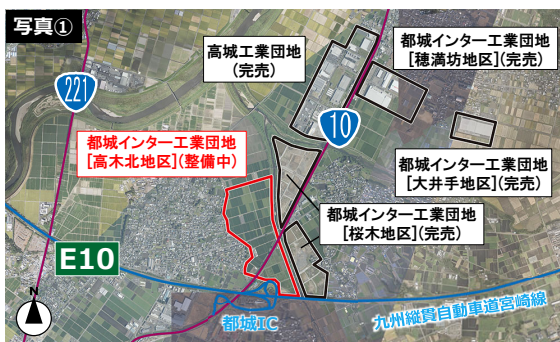 写真①
高城工業団地
(完売)
都城インター工業団地
[穂満坊地区](完売)
221
10
都城インター工業団地
[高木北地区](整備中)
都城インター工業団地
[大井手地区](完売)
都城インター工業団地
[桜木地区](完売)
E10
N
都城IC
九州縦貫自動車道宮崎線